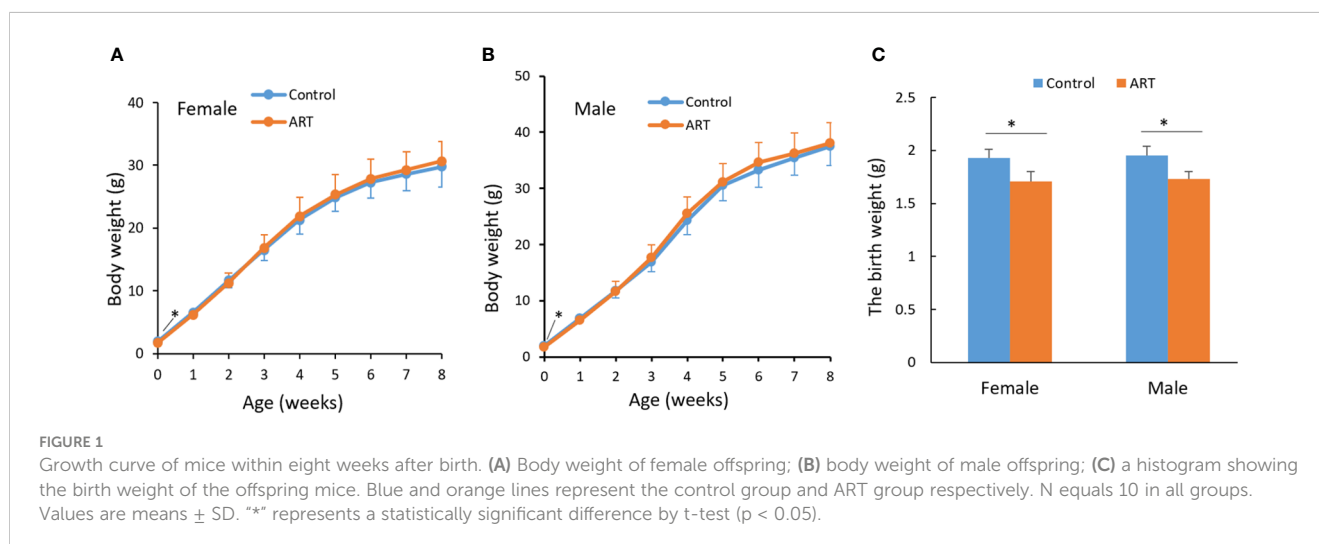 A
Female
Control
ART
Body weight (g)
40
30
20
10
0
*
0 1 2 3 4 5 6 7 8
Age (weeks)
B
Male
Control
ART
Body weight (g)
50
40
30
20
10
0
*
0 1 2 3 4 5 6 7 8
Age (weeks)
C
Control ART
The birth weight (g)
2.5
2
1.5
1
0.5
0
* *
Female Male
FIGURE 1
Growth curve of mice within eight weeks after birth. (A) Body weight of female offspring; (B) body weight of male offspring; (C) a histogram showing
the birth weight of the offspring mice. Blue and orange lines represent the control group and ART group respectively. N equals 10 in all groups.
Values are means ± SD. “*” represents a statistically significant difference by t-test (p < 0.05).